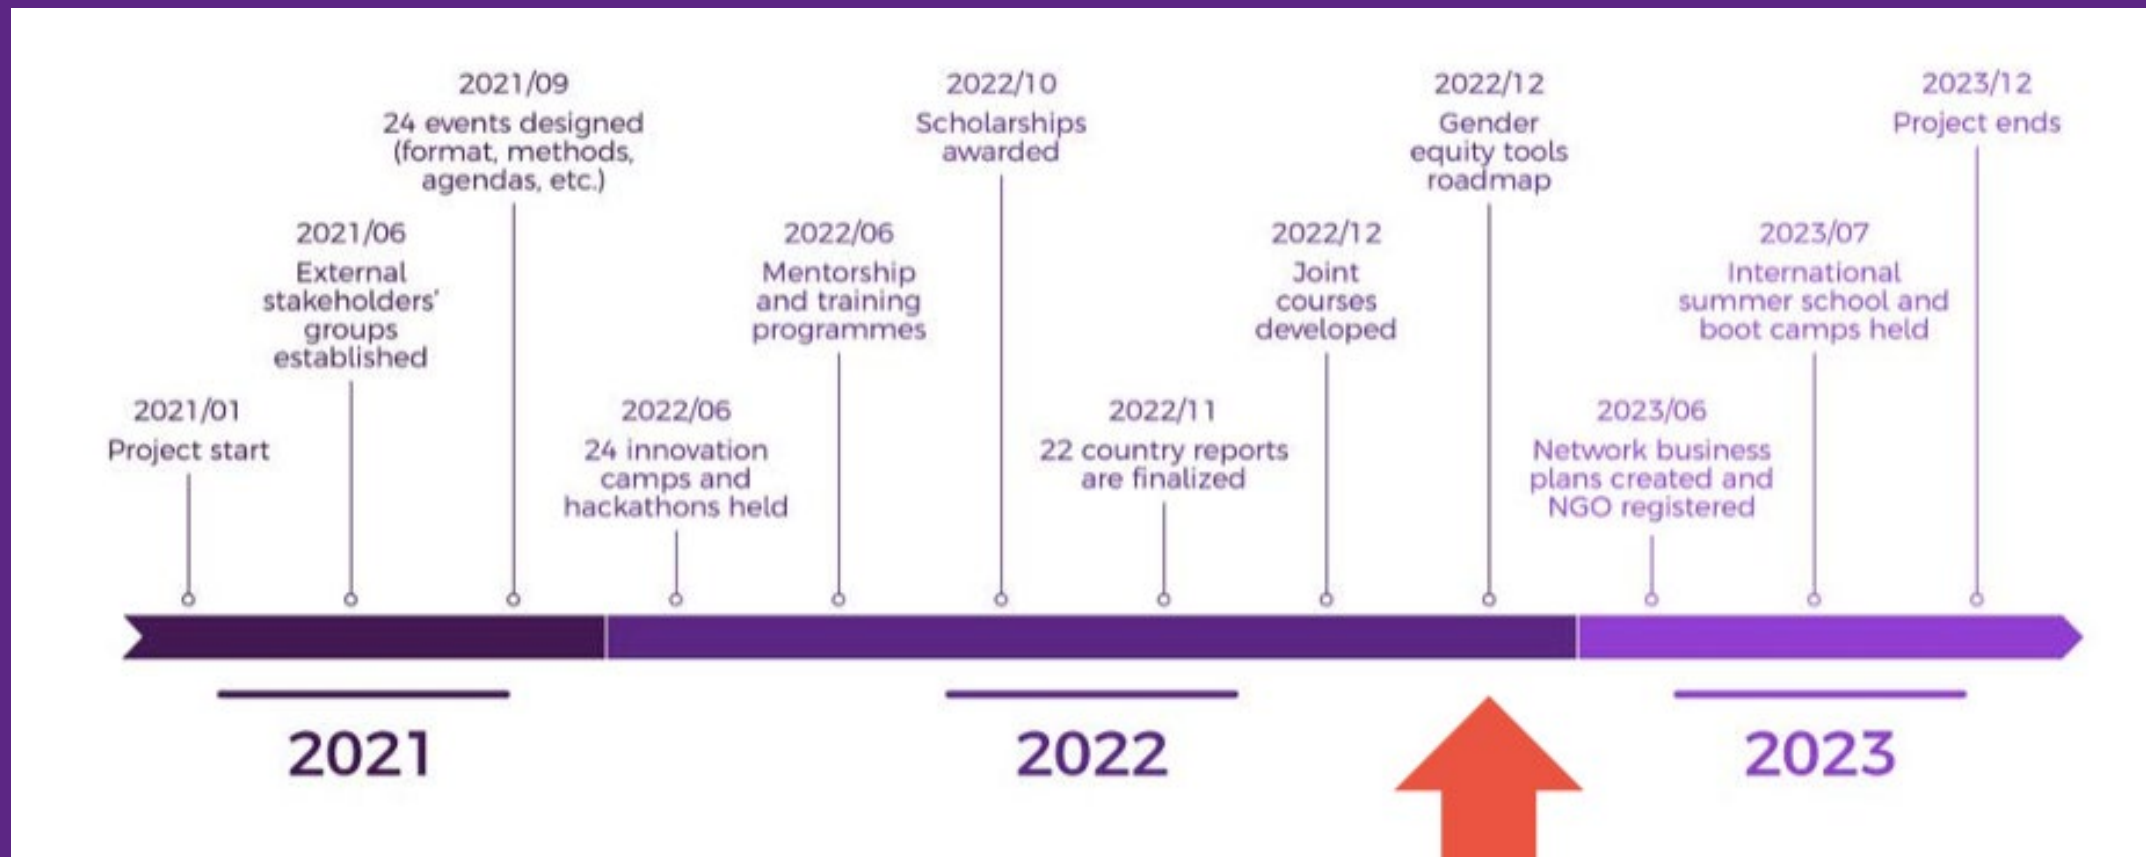 2021/01
Project start
2021/06
External
stakeholders'
groups
established
2021/09
24 events designed
(format, methods,
agendas, etc.)
2022/06
24 innovation
camps and
hackathons held
2022/06
Mentorship
and training
programmes
2022/10
Scholarships
awarded
2022/11
22 country reports
are finalized
2022/12
Joint
courses
developed
2022/12
Gender
equity tools
roadmap
2023/06
Network business
plans created and
NGO registered
2023/07
International
summer school and
boot camps held
2023/12
Project ends
2021
2022
2023